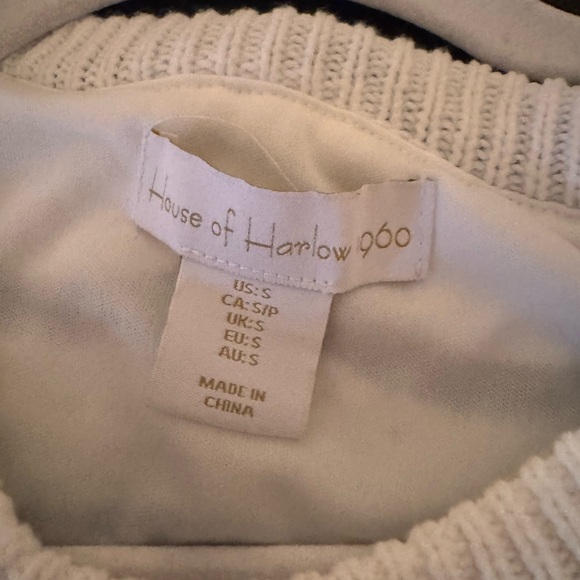 House of Harlow 1960
US: S
CA: S/P
UK: S
EU: S
AU: S
MADE IN
CHINA